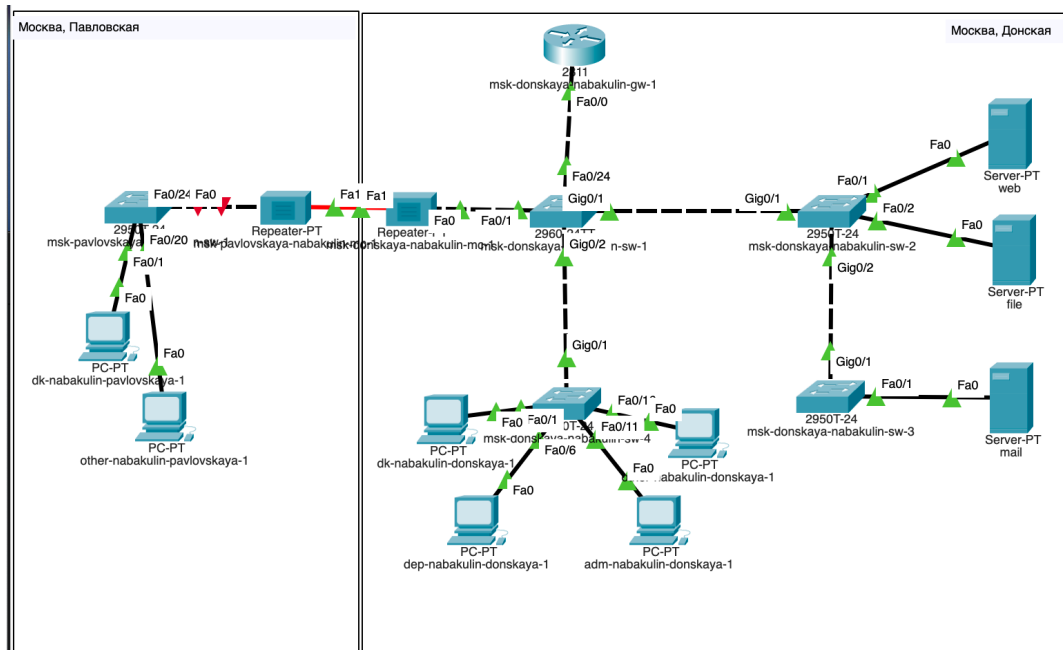 Москва, Павловская
Москва, Донская
msk-donskaya-nabakulin-gw-1
Fa0/0
Fa0/24
Fa0/24
Fa0
Fa1
Fa1
Fa0
Fa0/1
Gig0/1
Gig0/1
Fa0/1
Fa0
Server-PT
web
Fa0/2
Fa0
Server-PT
file
2950T-24
msk-donskaya-nabakulin-sw-2
Repeater-PT
Gig0/2
Gig0/2
Fa0/20
Fa0/1
Fa0
PC-PT
dk-nabakulin-pavlovskaya-1
Fa0
PC-PT
other-nabakulin-pavlovskaya-1
Gig0/1
Gig0/1
Fa0/1
Fa0
2950T-24
msk-donskaya-nabakulin-sw-3
Server-PT
mail
Fa0
Fa0/1
Fa0/11
Fa0
PC-PT
dk-nabakulin-donskaya-1
Fa0/6
PC-PT
Fa0
Fa0
PC-PT
dep-nabakulin-donskaya-1
PC-PT
adm-nabakulin-donskaya-1